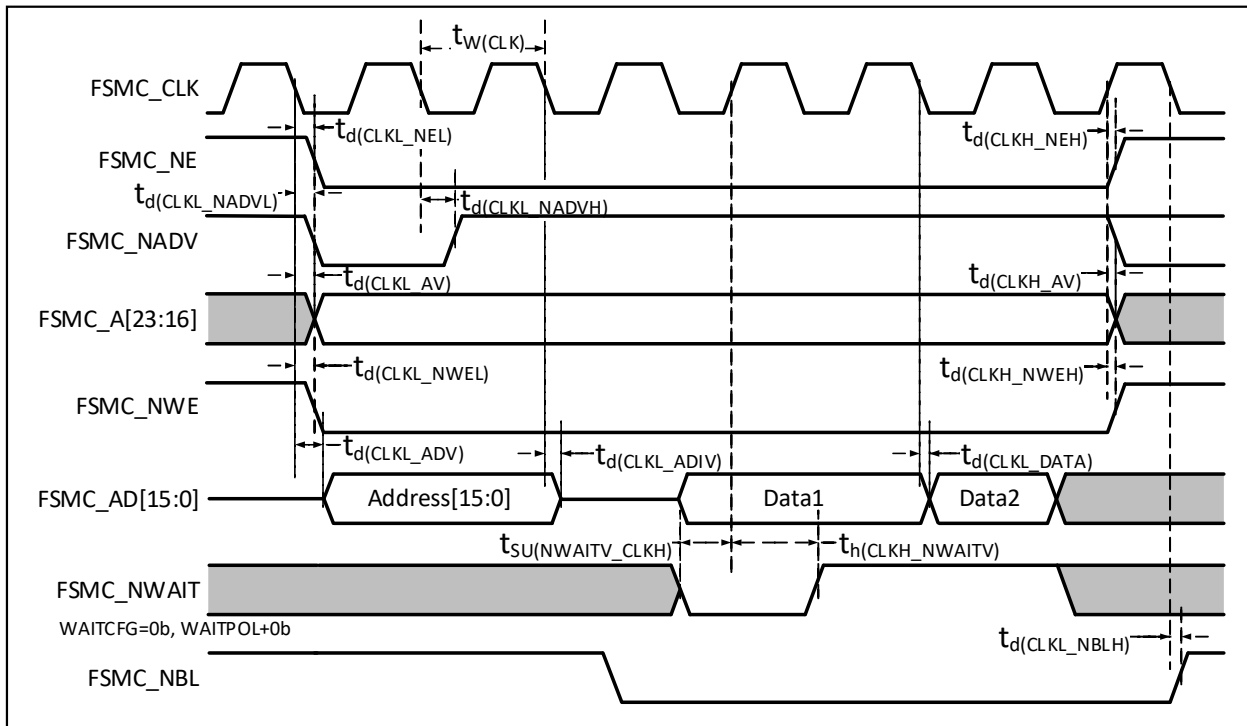 tW(CLK)
FSMC_CLK
td(CLKL_NEL)
td(CLKH_NEH)
FSMC_NE
td(CLKL_NADVL)
td(CLKL_NADVH)
FSMC_NADV
td(CLKL_AV)
td(CLKH_AV)
FSMC_A[23:16]
td(CLKL_NWEL)
td(CLKH_NWEH)
FSMC_NWE
td(CLKL_ADV)
td(CLKL_ADIV)
td(CLKL_DATA)
FSMC_AD[15:0]
Address[15:0]
Data1
Data2
tSU(NWAITV_CLKH)
th(CLKH_NWAITV)
FSMC_NWAIT
WAITCFG=0b, WAITPOL+0b
td(CLKL_NBLH)
FSMC_NBL